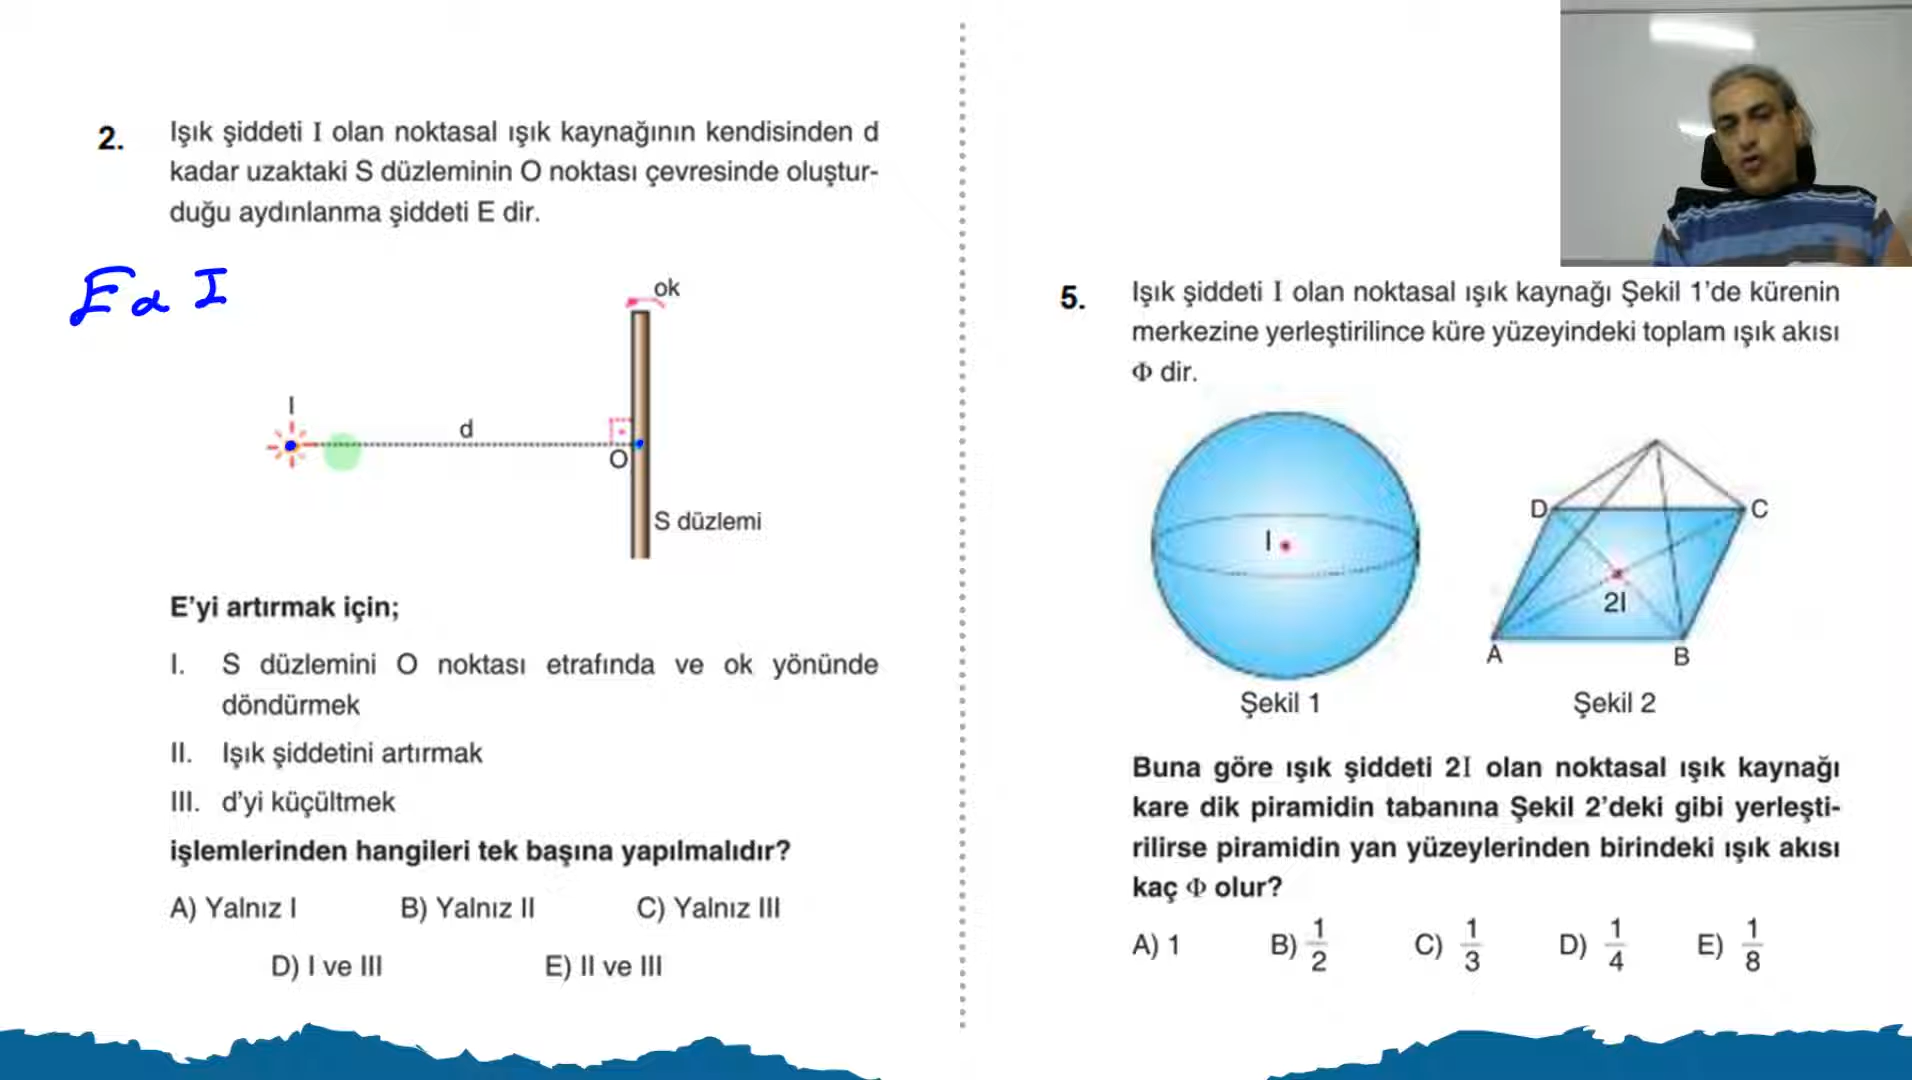 2.
Işık şiddeti I olan noktasal ışık kaynağının kendisinden d
kadar uzaktaki S düzleminin O noktası çevresinde oluştur-
duğu aydınlanma şiddeti E dir.
E α I
ok
I
d
O
S düzlemi
E'yi artırmak için;
I. S düzlemini O noktası etrafında ve ok yönünde
döndürmek
II. Işık şiddetini artırmak
III. d'yi küçültmek
işlemlerinden hangileri tek başına yapılmalıdır?
A) Yalnız I B) Yalnız II C) Yalnız III
D) I ve III E) II ve III
5.
Işık şiddeti I olan noktasal ışık kaynağı Şekil 1'de kürenin
merkezine yerleştirilince küre yüzeyindeki toplam ışık akısı
Φ dir.
I
D C
2I
A B
Şekil 1 Şekil 2
Buna göre ışık şiddeti 2I olan noktasal ışık kaynağı
kare dik piramidin tabanına Şekil 2'deki gibi yerleşti-
rilirse piramidin yan yüzeylerinden birindeki ışık akısı
kaç Φ olur?
A) 1 B) 1/2 C) 1/3 D) 1/4 E) 1/8